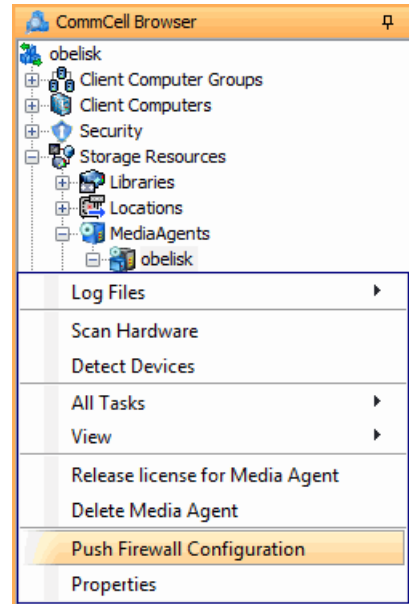 CommCell Browser
obelisk
Client Computer Groups
Client Computers
Security
Storage Resources
Libraries
Locations
MediaAgents
obelisk
Log Files
Scan Hardware
Detect Devices
All Tasks
View
Release license for Media Agent
Delete Media Agent
Push Firewall Configuration
Properties